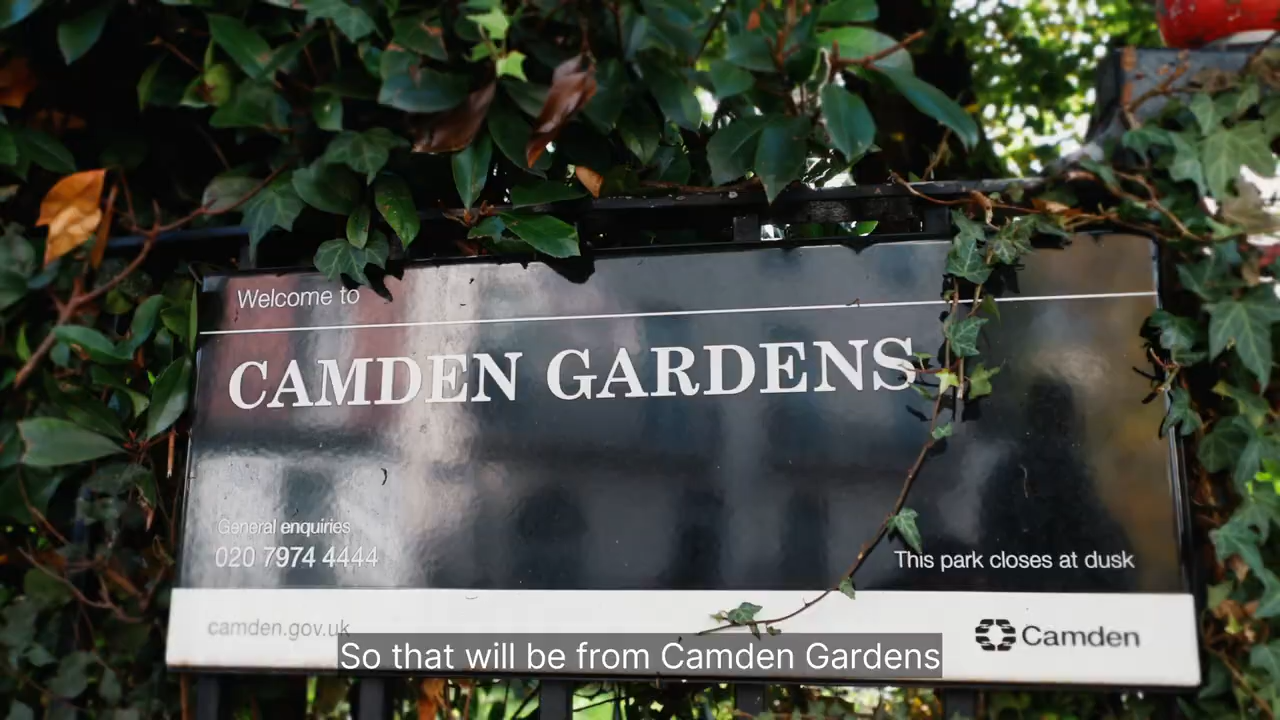 Welcome to
CAMDEN GARDENS
General enquiries
020 7974 4444
This park closes at dusk
camden.gov.uk
Camden
So that will be from Camden Gardens